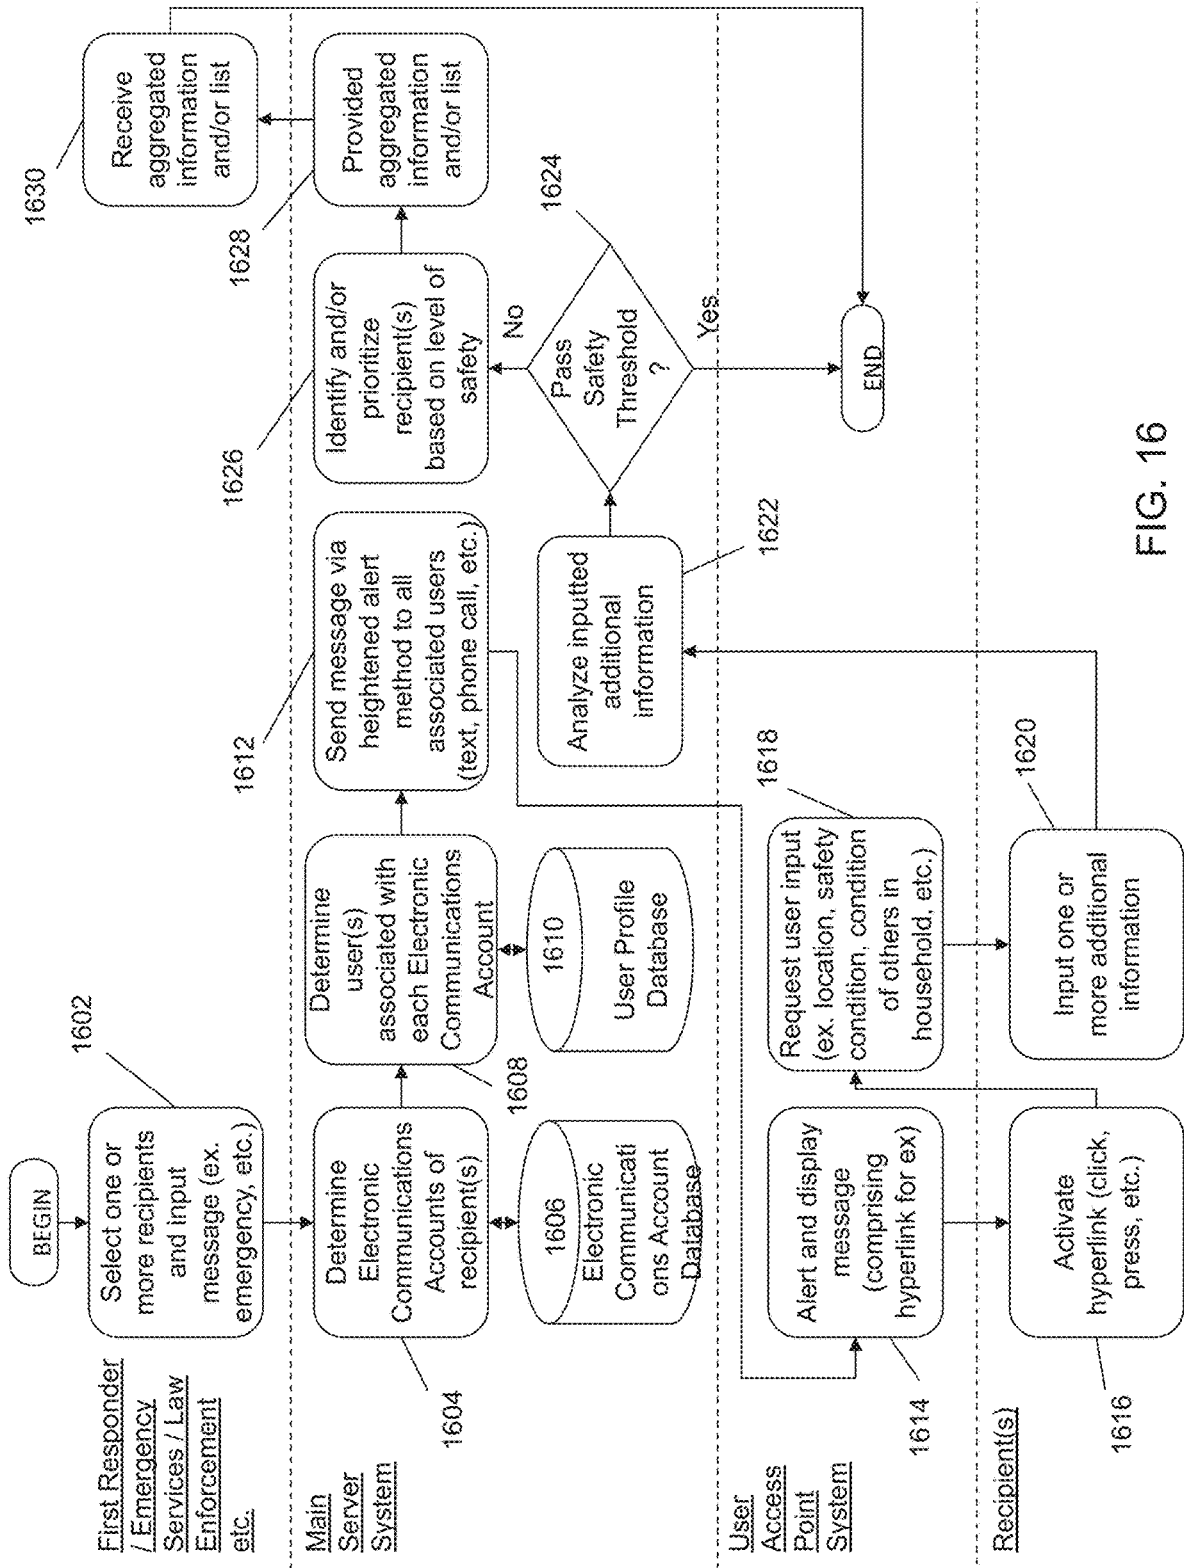 First Responder
/ Emergency
Services / Law
Enforcement
etc.
BEGIN
Select one or
more recipients
and input
message (ex.
emergency, etc.)
1602
Receive
aggregated
information
and/or list
1630
Main
Server
System
Determine
Electronic
Communications
Accounts of
recipient(s)
1604
1606
Electronic
Communicati
ons Account
Database
Determine
user(s)
associated with
each Electronic
Communications
Account
1608
1610
User Profile
Database
Send message via
heightened alert
method to all
associated users
(text, phone call, etc.)
1612
Analyze inputted
additional
information
1622
Identify and/or
prioritize
recipient(s)
based on level of
safety
1626
No
Pass
Safety
Threshold
?
Yes
1624
Provided
aggregated
information
and/or list
1628
User
Access
Point
System
Alert and display
message
(comprising
hyperlink for ex)
1614
Request user input
(ex. location, safety
condition, condition
of others in
household, etc.)
1618
END
Recipient(s)
Activate
hyperlink (click,
press, etc.)
1616
Input one or
more additional
information
1620
FIG. 16